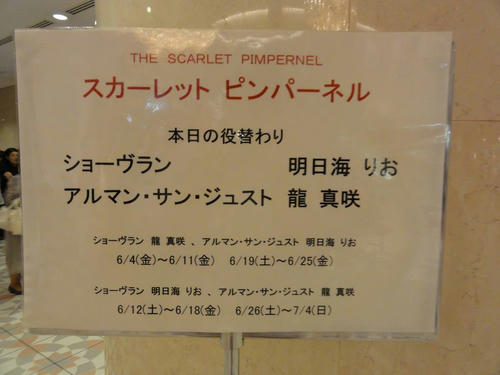 THE SCARLET PIMPERNEL
スカーレット ピンパーネル
本日の役替わり
ショーヴラン 明日海 りお
アルマン・サン・ジュスト 龍 真咲
ショーヴラン 龍 真咲 、アルマン・サン・ジュスト 明日海 りお
6/4(金)～6/11(金) 6/19(土)～6/25(金)
ショーヴラン 明日海 りお 、アルマン・サン・ジュスト 龍 真咲
6/12(土)～6/18(金) 6/26(土)～7/4(日)